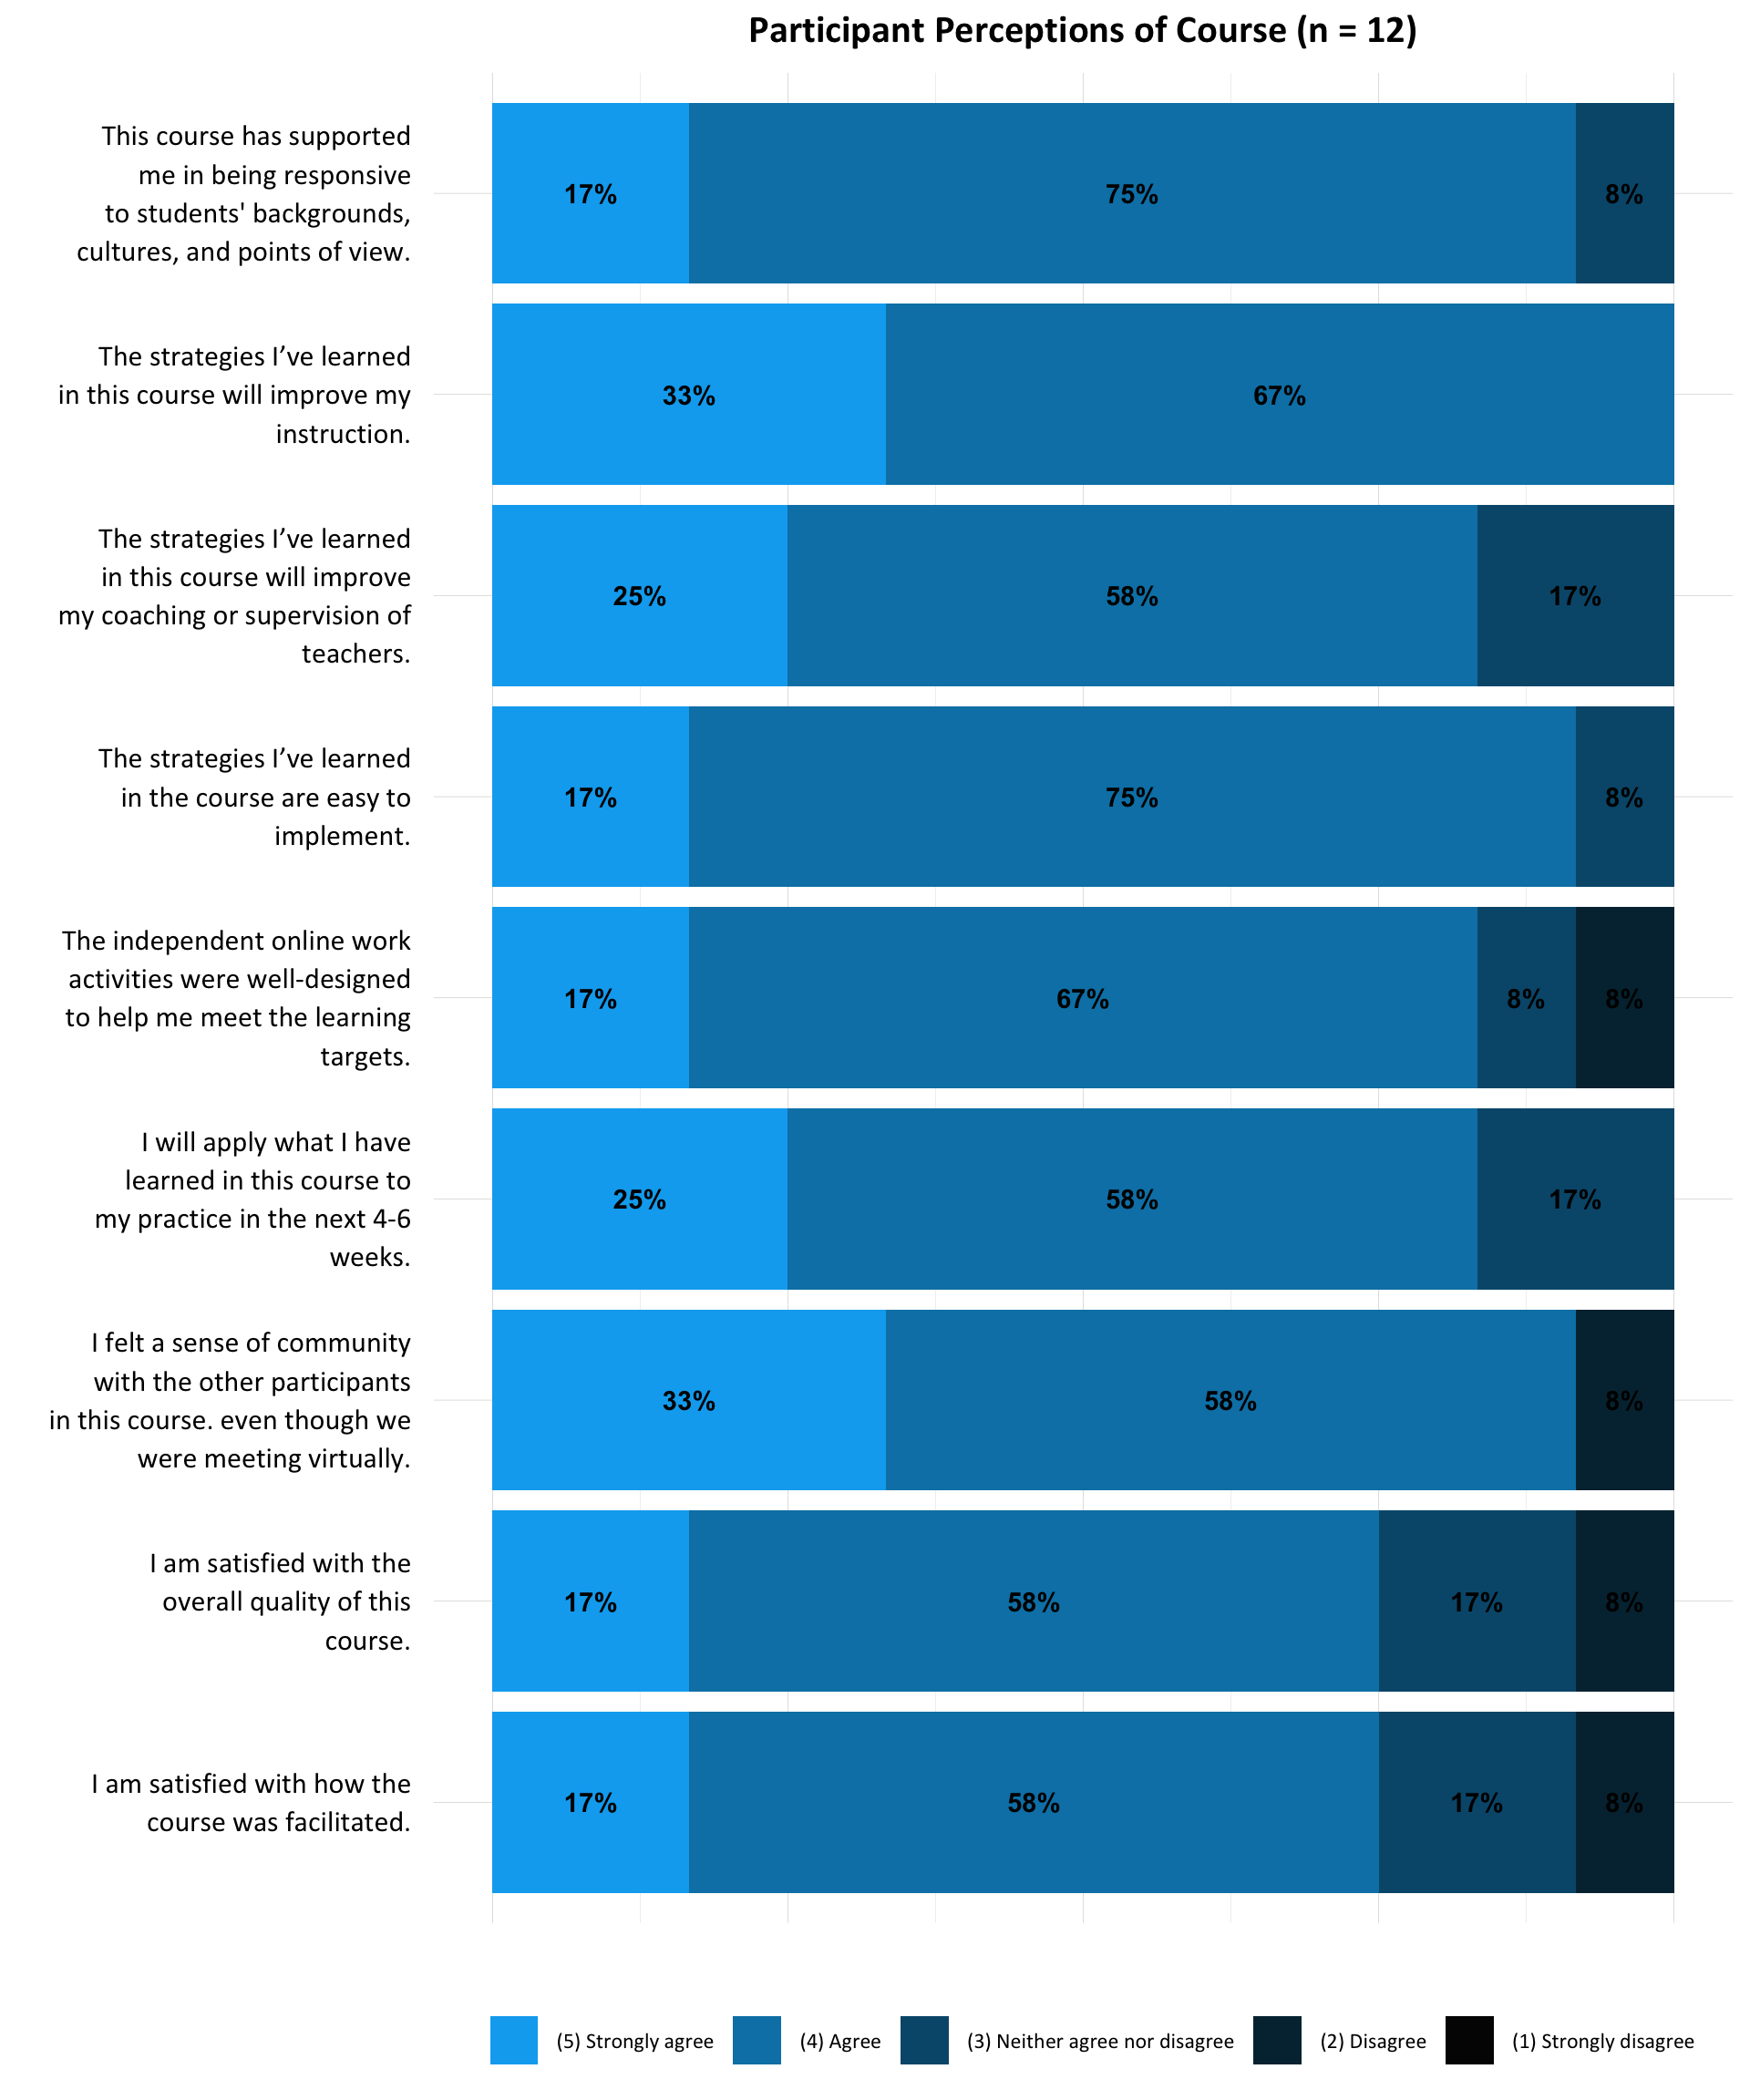 Participant Perceptions of Course (n = 12)
This course has supported
me in being responsive
to students' backgrounds,
cultures, and points of view.
17%
75%
8%
The strategies I’ve learned
in this course will improve my
instruction.
33%
67%
The strategies I’ve learned
in this course will improve
my coaching or supervision of
teachers.
25%
58%
17%
The strategies I’ve learned
in the course are easy to
implement.
17%
75%
8%
The independent online work
activities were well-designed
to help me meet the learning
targets.
17%
67%
8%
8%
I will apply what I have
learned in this course to
my practice in the next 4-6
weeks.
25%
58%
17%
I felt a sense of community
with the other participants
in this course. even though we
were meeting virtually.
33%
58%
8%
I am satisfied with the
overall quality of this
course.
17%
58%
17%
8%
I am satisfied with how the
course was facilitated.
17%
58%
17%
8%
(5) Strongly agree
(4) Agree
(3) Neither agree nor disagree
(2) Disagree
(1) Strongly disagree